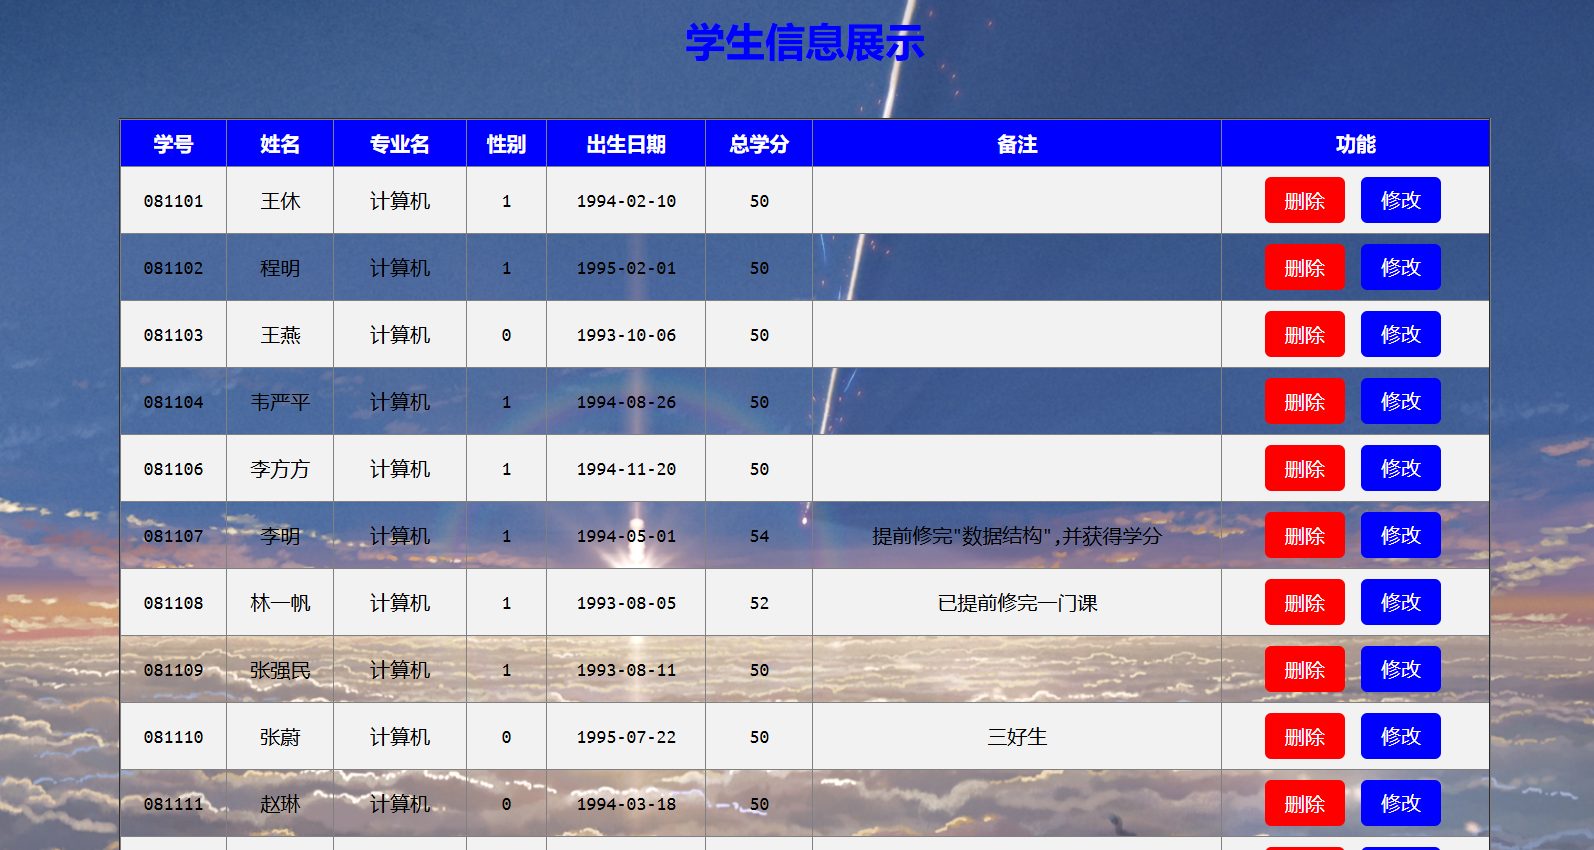 学生信息展示
学号 姓名 专业名 性别 出生日期 总学分 备注 功能
081101 王休 计算机 1 1994-02-10 50 删除 修改
081102 程明 计算机 1 1995-02-01 50 删除 修改
081103 王燕 计算机 0 1993-10-06 50 删除 修改
081104 韦严平 计算机 1 1994-08-26 50 删除 修改
081106 李方方 计算机 1 1994-11-20 50 删除 修改
081107 李明 计算机 1 1994-05-01 54 提前修完"数据结构",并获得学分 删除 修改
081108 林一帆 计算机 1 1993-08-05 52 已提前修完一门课 删除 修改
081109 张强民 计算机 1 1993-08-11 50 删除 修改
081110 张蔚 计算机 0 1995-07-22 50 三好生 删除 修改
081111 赵琳 计算机 0 1994-03-18 50 删除 修改